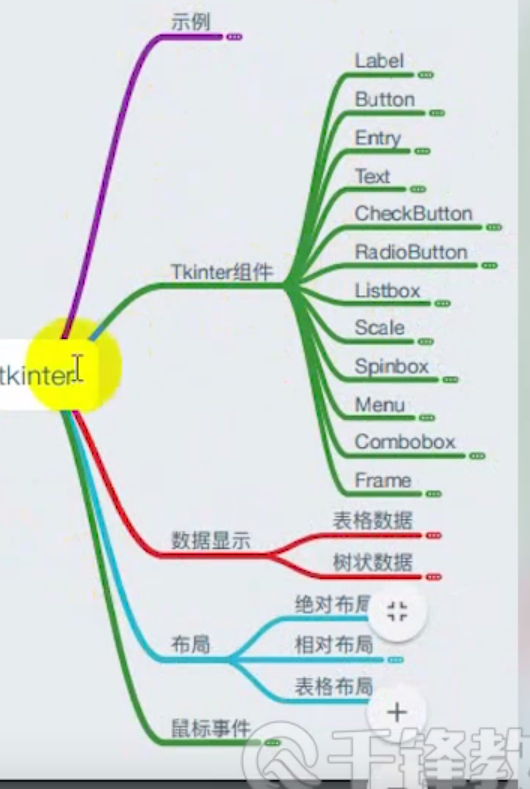 示例
Label
Button
Entry
Text
CheckButton
Tkinter组件
RadioButton
Listbox
Scale
tkinter
Spinbox
Menu
Combobox
Frame
数据显示
表格数据
树状数据
布局
绝对布局
相对布局
表格布局
鼠标事件
千锋教